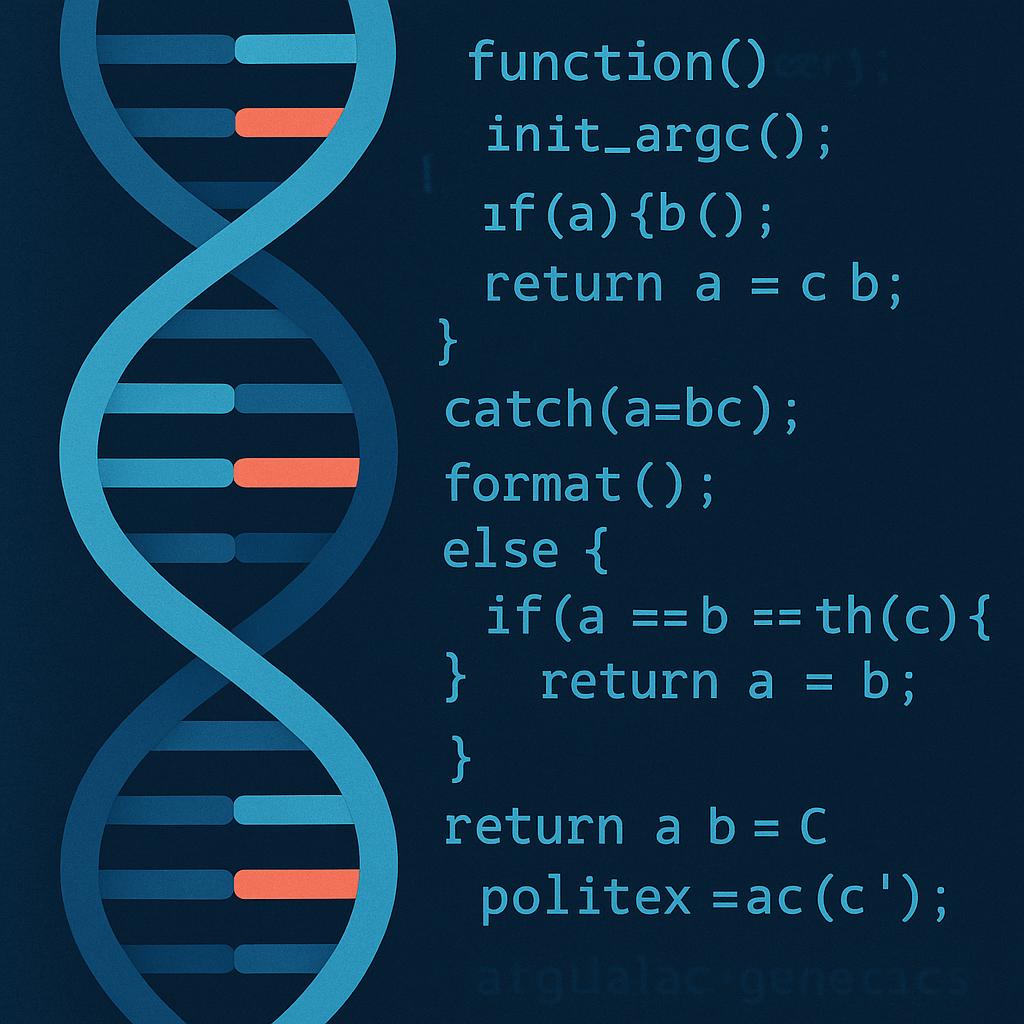 function()
init_argc();
ıf(a){b();
return a = c b;
}
catch(a=bc);
format();
else {
if(a ==b ==th(c){
} return a = b;
}
return a b = C
politex =ac(c');